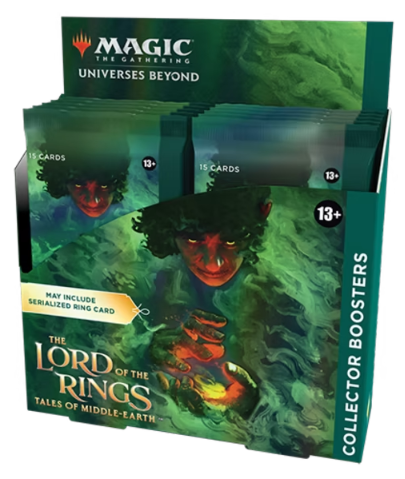 MAGIC
THE GATHERING
UNIVERSES BEYOND
15 CARDS
13+
15 CARDS
13+
13+
MAY INCLUDE
SERIALIZED RING CARD
THE
LORD OF THE
RINGS
TALES OF MIDDLE-EARTH
COLLECTOR BOOSTERS